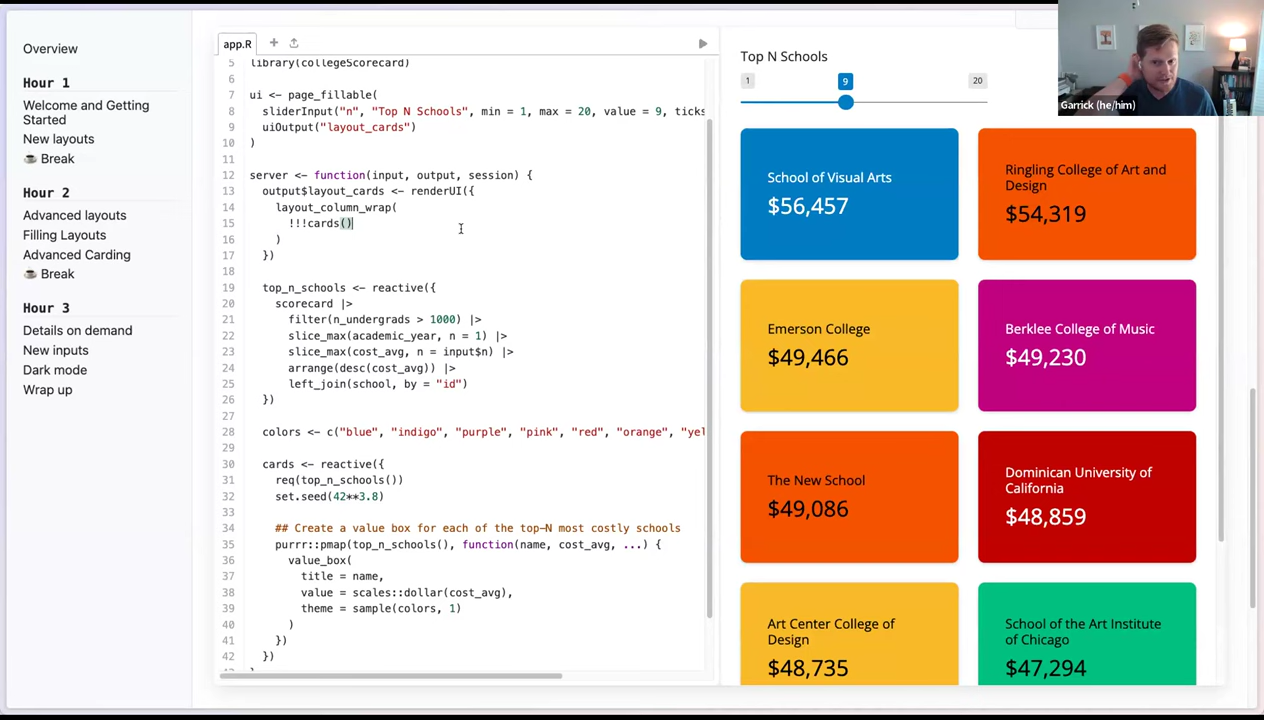 Overview
Hour 1
Welcome and Getting
Started
New layouts
☕ Break
Hour 2
Advanced layouts
Filling Layouts
Advanced Carding
☕ Break
Hour 3
Details on demand
New inputs
Dark mode
Wrap up
app.R
5 library(collegeScorecard)
6
7 ui <- page_fillable(
8 sliderInput("n", "Top N Schools", min = 1, max = 20, value = 9, ticks
9 uiOutput("layout_cards")
10 )
11
12 server <- function(input, output, session) {
13 output$layout_cards <- renderUI({
14 layout_column_wrap(
15 !!!cards()
16 )
17 })
18
19 top_n_schools <- reactive({
20 scorecard |>
21 filter(n_undergrads > 1000) |>
22 slice_max(academic_year, n = 1) |>
23 slice_max(cost_avg, n = input$n) |>
24 arrange(desc(cost_avg)) |>
25 left_join(school, by = "id")
26 })
27
28 colors <- c("blue", "indigo", "purple", "pink", "red", "orange", "yel
29
30 cards <- reactive({
31 req(top_n_schools())
32 set.seed(42**3.8)
33
34 ## Create a value box for each of the top-N most costly schools
35 purrr::pmap(top_n_schools(), function(name, cost_avg, ...) {
36 value_box(
37 title = name,
38 value = scales::dollar(cost_avg),
39 theme = sample(colors, 1)
40 )
41 })
42 })
Top N Schools
1 9 20
School of Visual Arts
$56,457
Ringling College of Art and
Design
$54,319
Emerson College
$49,466
Berklee College of Music
$49,230
The New School
$49,086
Dominican University of
California
$48,859
Art Center College of
Design
$48,735
School of the Art Institute
of Chicago
$47,294
Garrick (he/him)